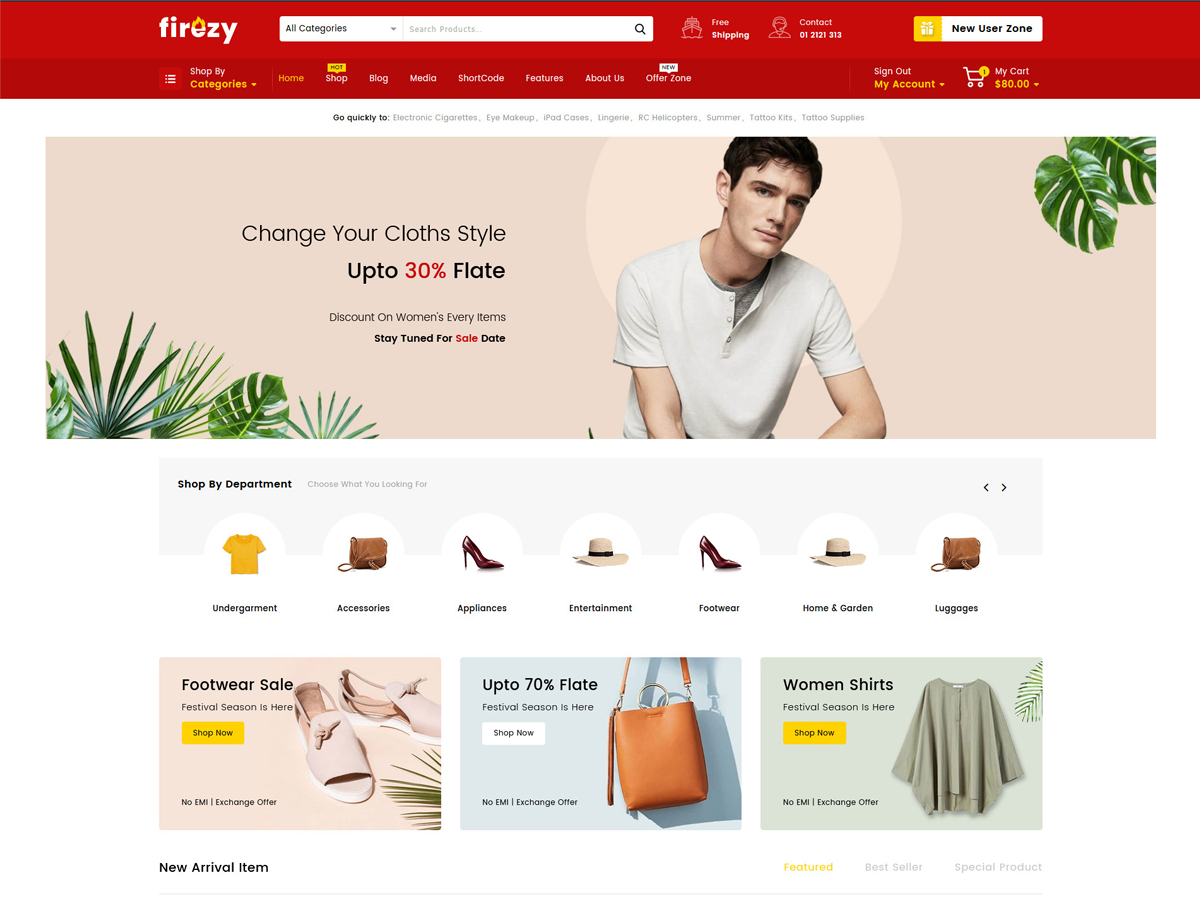 firezy
All Categories
Search Products...
Free
Shipping
Contact
01 2121 313
New User Zone
Shop By
Categories
Home
HOT
Shop
Blog
Media
ShortCode
Features
About Us
NEW
Offer Zone
Sign Out
My Account
1
My Cart
$80.00
Go quickly to: Electronic Cigarettes, Eye Makeup, iPad Cases, Lingerie, RC Helicopters, Summer, Tattoo Kits, Tattoo Supplies
Change Your Cloths Style
Upto 30% Flate
Discount On Women's Every Items
Stay Tuned For Sale Date
Shop By Department
Choose What You Looking For
Undergarment
Accessories
Appliances
Entertainment
Footwear
Home & Garden
Luggages
Footwear Sale
Festival Season Is Here
Shop Now
No EMI | Exchange Offer
Upto 70% Flate
Festival Season Is Here
Shop Now
No EMI | Exchange Offer
Women Shirts
Festival Season Is Here
Shop Now
No EMI | Exchange Offer
New Arrival Item
Featured
Best Seller
Special Product